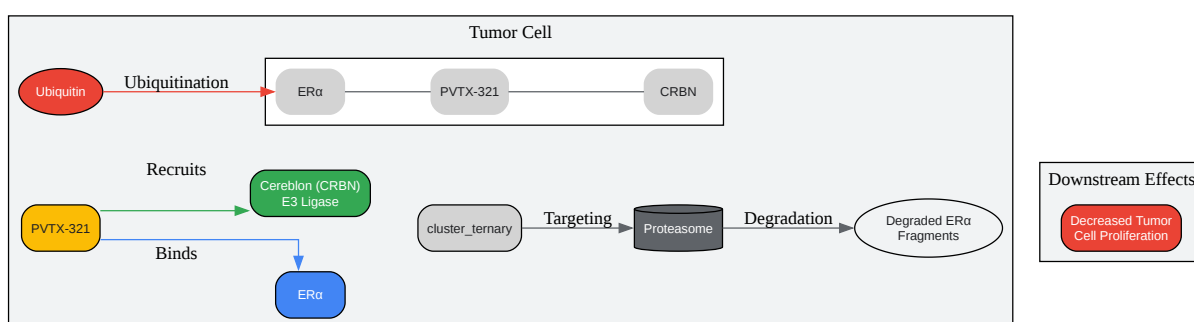 Tumor Cell
Ubiquitin
Ubiquitination
ERα
PVTX-321
CRBN
Recruits
Cereblon (CRBN)
E3 Ligase
PVTX-321
Binds
ERα
cluster_ternary
Targeting
Proteasome
Degradation
Degraded ERα
Fragments
Downstream Effects
Decreased Tumor
Cell Proliferation